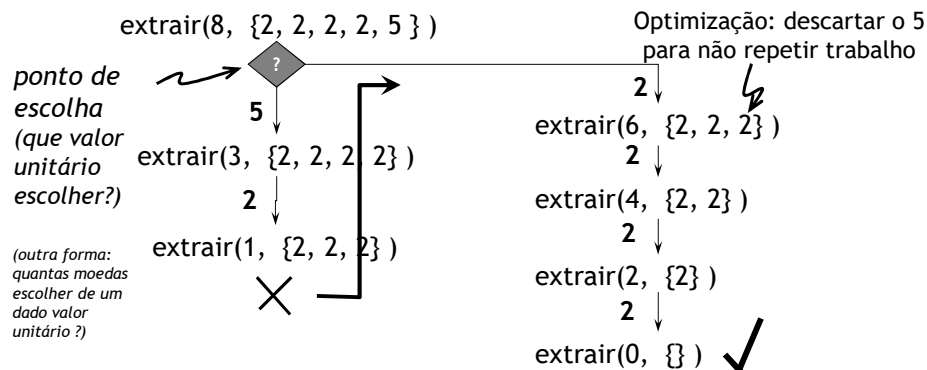 extrair(8, {2, 2, 2, 2, 5 } )
Optimização: descartar o 5
para não repetir trabalho
ponto de
escolha
(que valor
unitário
escolher?)
?
5
extrair(3, {2, 2, 2, 2} )
2
extrair(1, {2, 2, 2} )
(outra forma:
quantas moedas
escolher de um
dado valor
unitário ?)
2
extrair(6, {2, 2, 2} )
2
extrair(4, {2, 2} )
2
extrair(2, {2} )
2
extrair(0, {} )